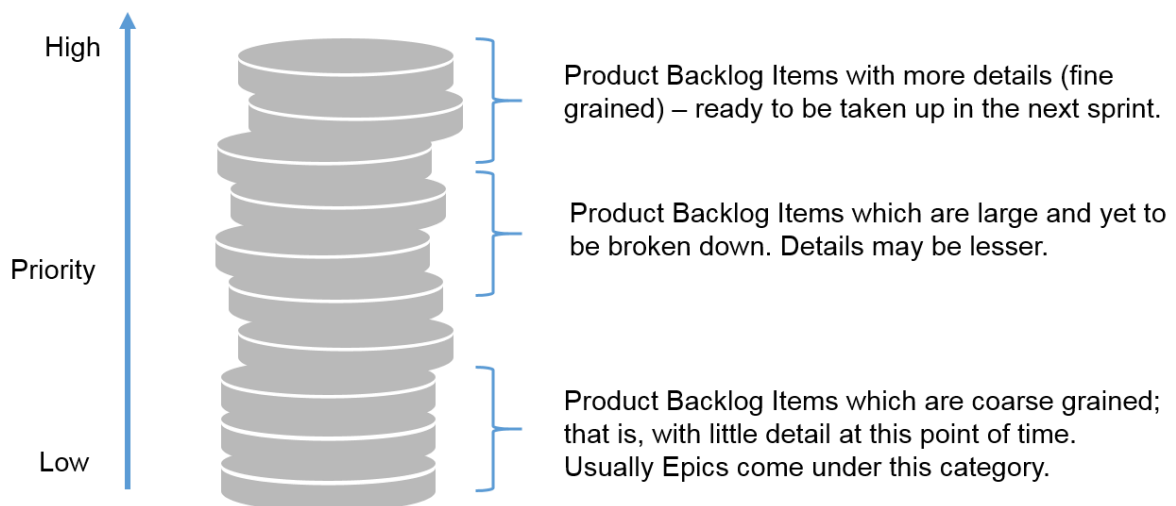 High
Product Backlog Items with more details (fine
grained) – ready to be taken up in the next sprint.
Product Backlog Items which are large and yet to
be broken down. Details may be lesser.
Priority
Product Backlog Items which are coarse grained;
that is, with little detail at this point of time.
Usually Epics come under this category.
Low